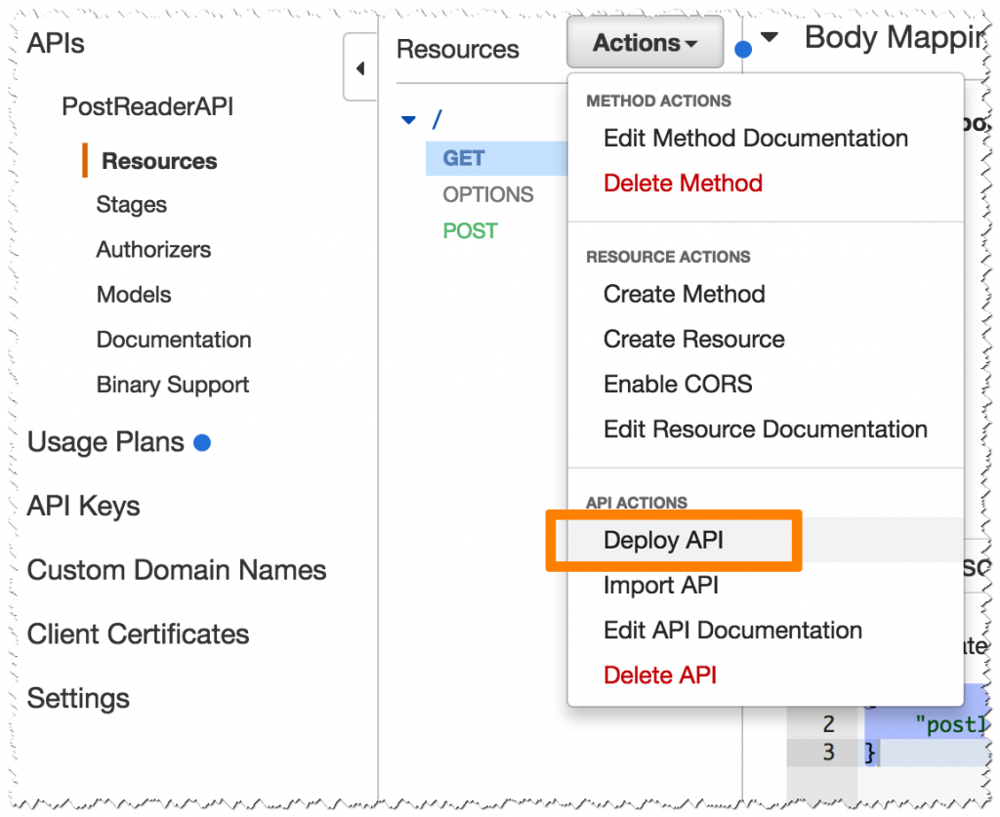 APIs
PostReaderAPI
Resources
Stages
Authorizers
Models
Documentation
Binary Support
Usage Plans
API Keys
Custom Domain Names
Client Certificates
Settings
Resources
/
GET
OPTIONS
POST
Actions
METHOD ACTIONS
Edit Method Documentation
Delete Method
RESOURCE ACTIONS
Create Method
Create Resource
Enable CORS
Edit Resource Documentation
API ACTIONS
Deploy API
Import API
Edit API Documentation
Delete API
Body
2
3 }